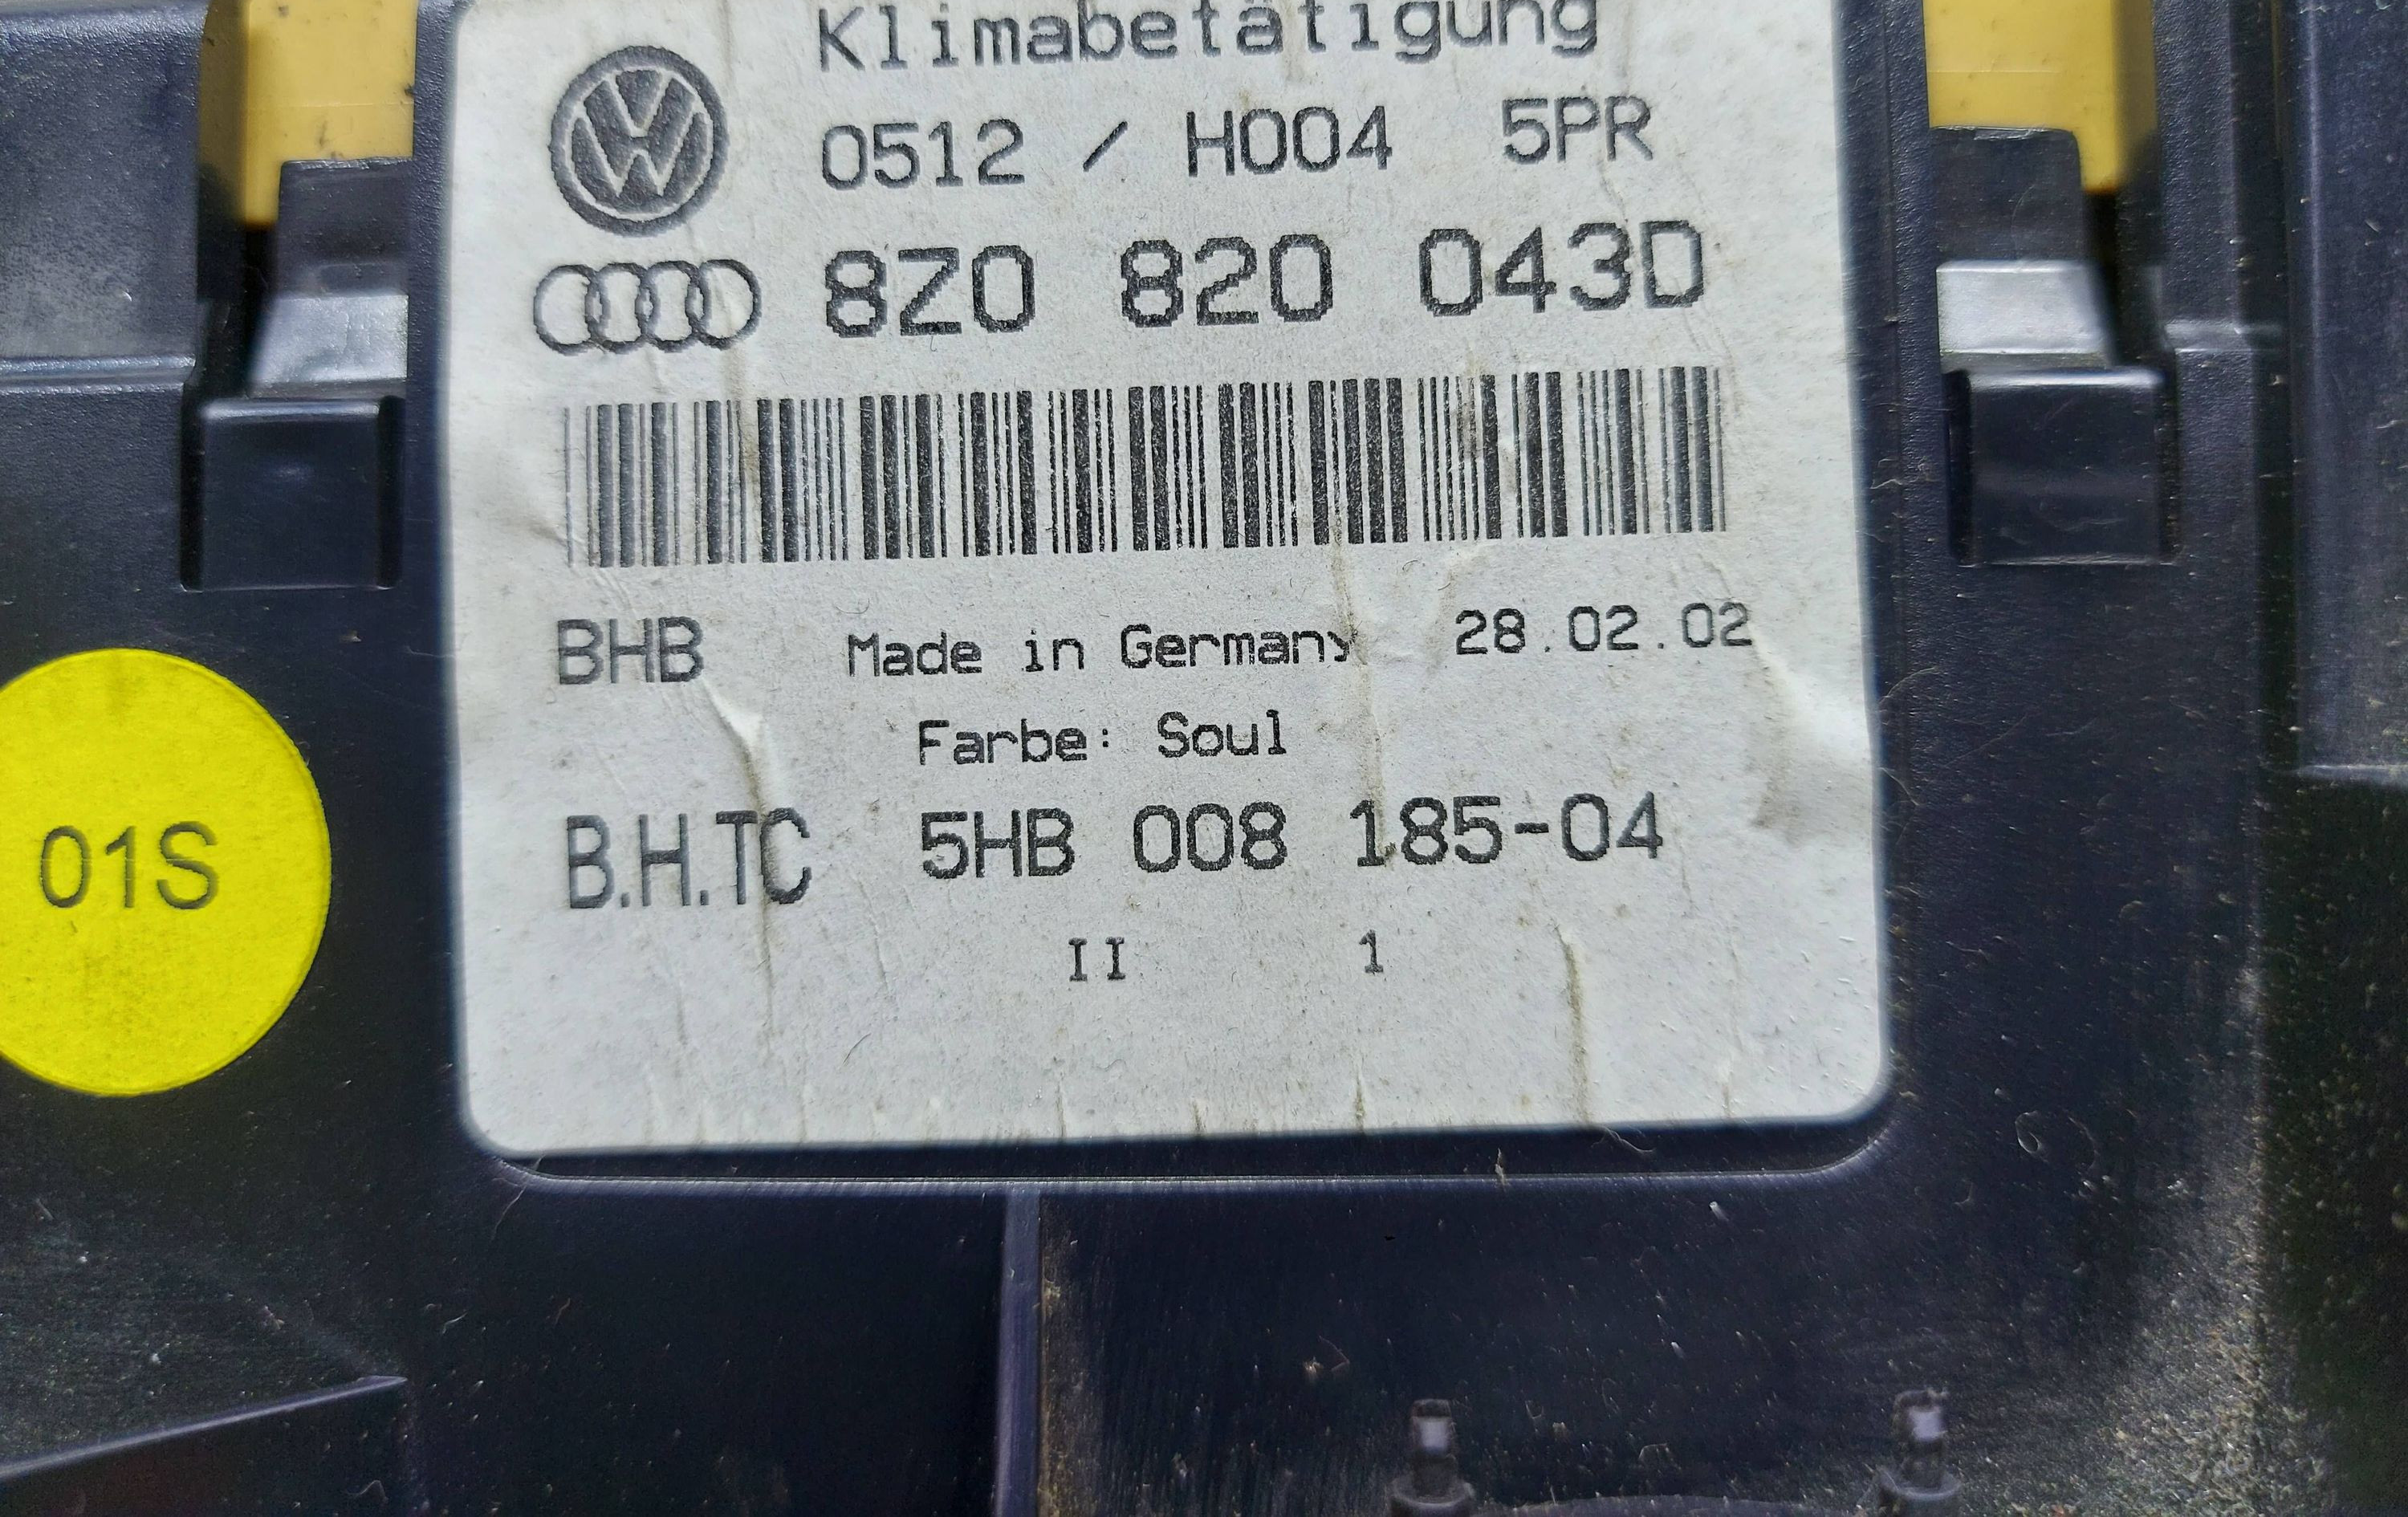 Klimabetätigung
0512 / H004 5PR
8Z0 820 043D
BHB Made in Germany 28.02.02
Farbe: Soul
01S
B.H.TC 5HB 008 185-04
II 1